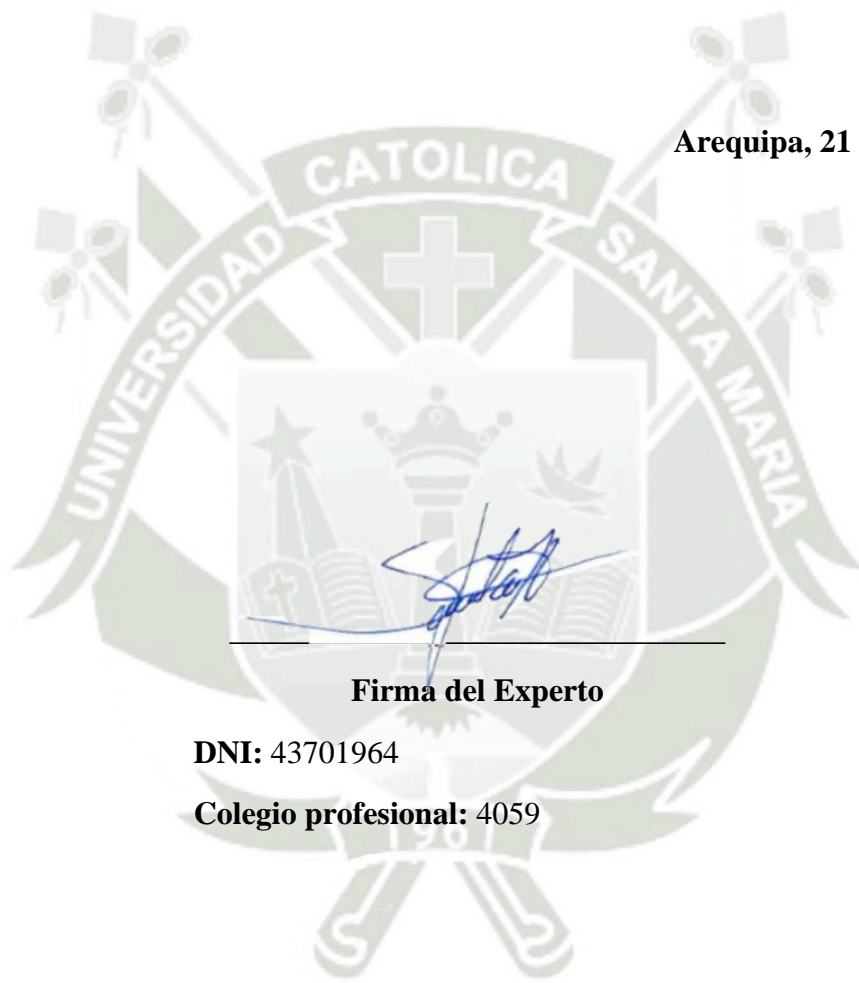 Arequipa, 21
UNIVERSIDAD CATOLICA SANTA MARIA
Firma del Experto
DNI: 43701964
Colegio profesional: 4059